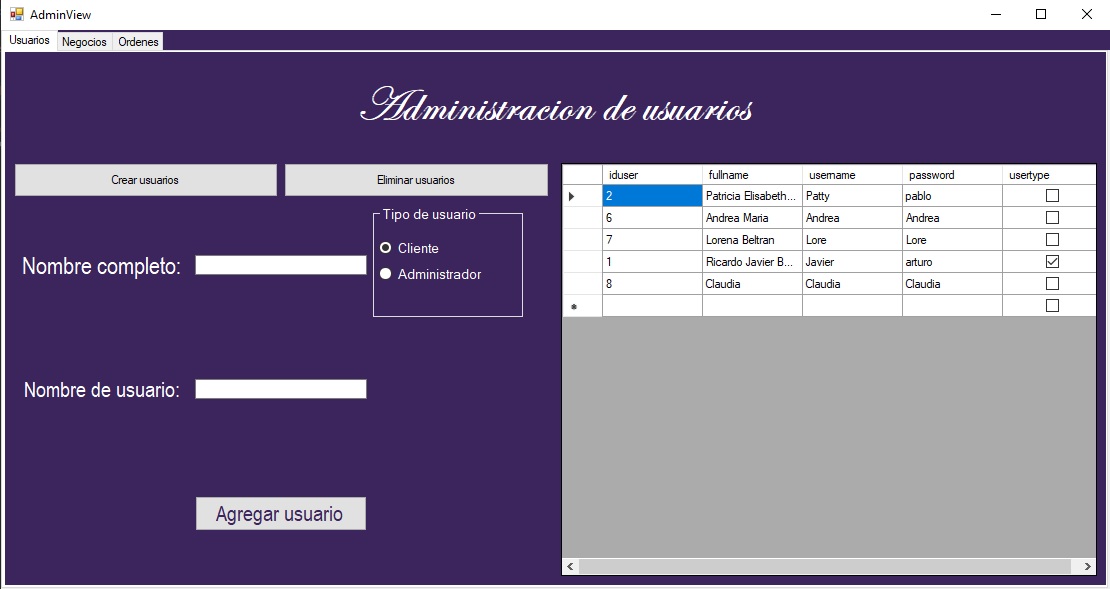 AdminView
Usuarios Negocios Ordenes
Administracion de usuarios
Crear usuarios Eliminar usuarios
Tipo de usuario
Cliente
Administrador
Nombre completo:
Nombre de usuario:
Agregar usuario
iduser fullname username password usertype
2 Patricia Elisabeth... Patty pablo
6 Andrea Maria Andrea Andrea
7 Lorena Beltran Lore Lore
1 Ricardo Javier B... Javier arturo
8 Claudia Claudia Claudia